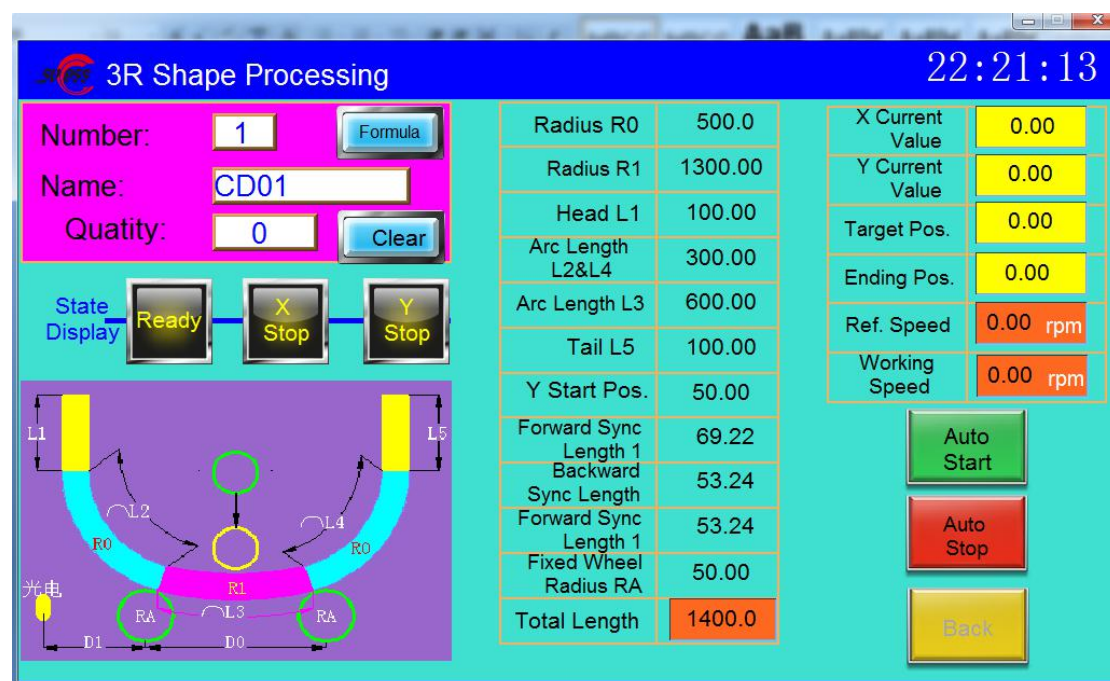 3R Shape Processing
22:21:13
Number:
1
Formula
Name:
CD01
Quatity:
0
Clear
State
Display
Ready
X
Stop
Y
Stop
L1
L5
L2
L4
R0
R0
R1
光电
RA
L3
RA
D1
D0
Radius R0
500.0
Radius R1
1300.00
Head L1
100.00
Arc Length
L2&L4
300.00
Arc Length L3
600.00
Tail L5
100.00
Y Start Pos.
50.00
Forward Sync
Length 1
69.22
Backward
Sync Length
53.24
Forward Sync
Length 1
53.24
Fixed Wheel
Radius RA
50.00
Total Length
1400.0
X Current
Value
0.00
Y Current
Value
0.00
Target Pos.
0.00
Ending Pos.
0.00
Ref. Speed
0.00 rpm
Working
Speed
0.00 rpm
Auto
Start
Auto
Stop
Back